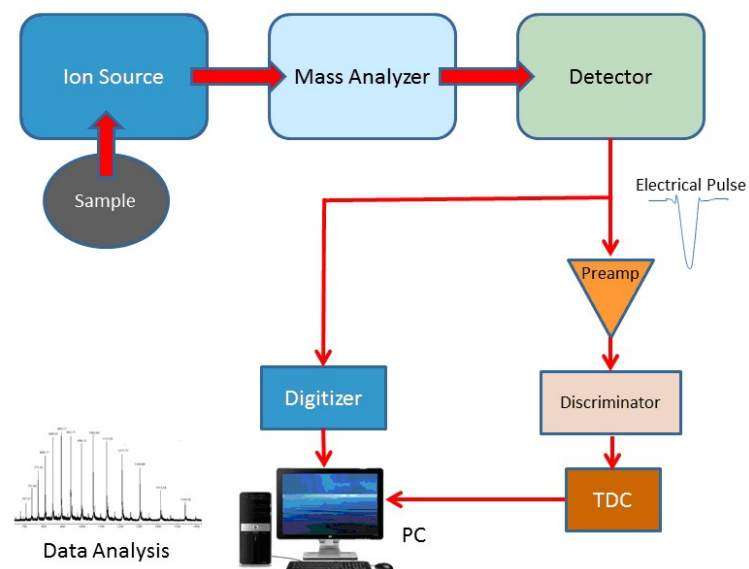 Ion Source
Mass Analyzer
Detector
Sample
Electrical Pulse
Preamp
Digitizer
Discriminator
TDC
PC
Data Analysis